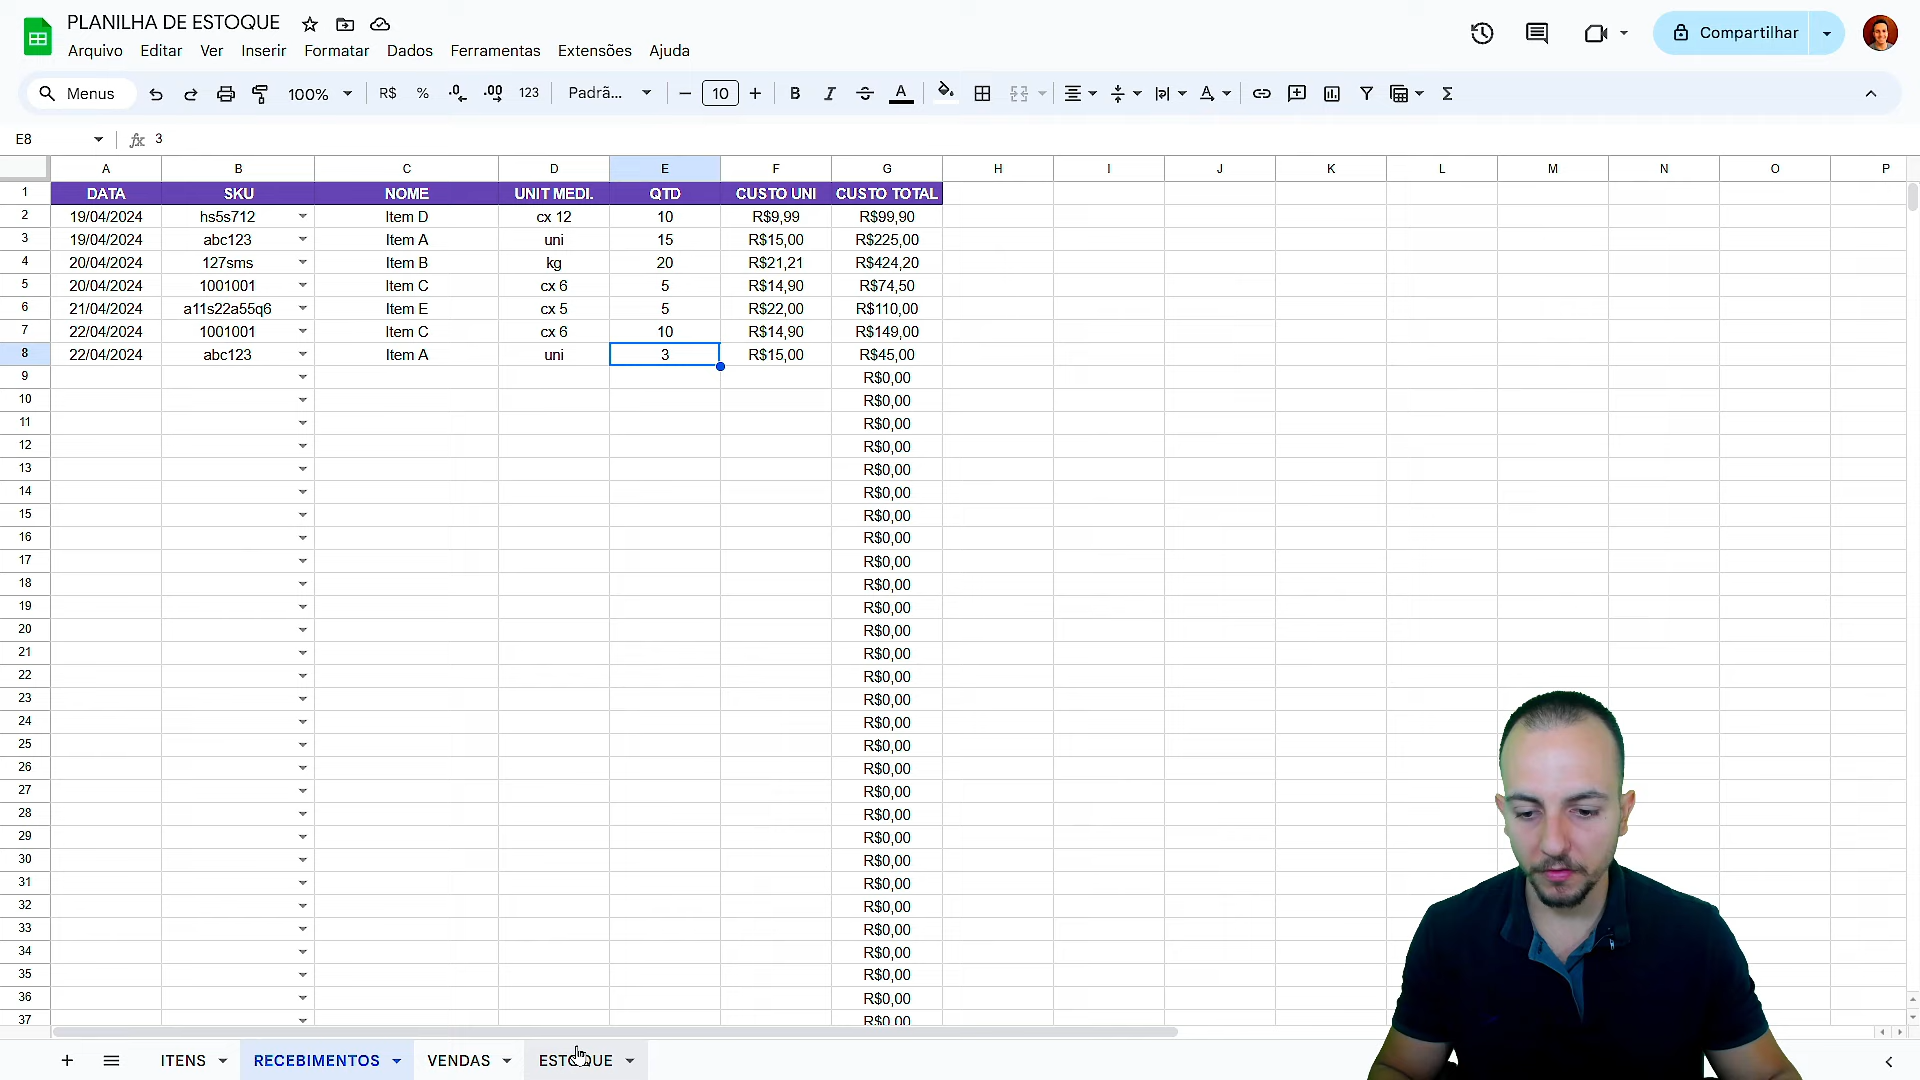 PLANILHA DE ESTOQUE
Arquivo Editar Ver Inserir Formatar Dados Ferramentas Extensões Ajuda
Compartilhar
Menus 100% R$ % .0 .00 123 Padrã... 10 B I A Σ
E8 fx 3
A B C D E F G H I J K L M N O P
1 DATA SKU NOME UNIT MEDI. QTD CUSTO UNI CUSTO TOTAL
2 19/04/2024 hs5s712 Item D cx 12 10 R$9,99 R$99,90
3 19/04/2024 abc123 Item A uni 15 R$15,00 R$225,00
4 20/04/2024 127sms Item B kg 20 R$21,21 R$424,20
5 20/04/2024 1001001 Item C cx 6 5 R$14,90 R$74,50
6 21/04/2024 a11s22a55q6 Item E cx 5 5 R$22,00 R$110,00
7 22/04/2024 1001001 Item C cx 6 10 R$14,90 R$149,00
8 22/04/2024 abc123 Item A uni 3 R$15,00 R$45,00
9 R$0,00
10 R$0,00
11 R$0,00
12 R$0,00
13 R$0,00
14 R$0,00
15 R$0,00
16 R$0,00
17 R$0,00
18 R$0,00
19 R$0,00
20 R$0,00
21 R$0,00
22 R$0,00
23 R$0,00
24 R$0,00
25 R$0,00
26 R$0,00
27 R$0,00
28 R$0,00
29 R$0,00
30 R$0,00
31 R$0,00
32 R$0,00
33 R$0,00
34 R$0,00
35 R$0,00
36 R$0,00
37 R$0,00
ITENS RECEBIMENTOS VENDAS ESTOQUE